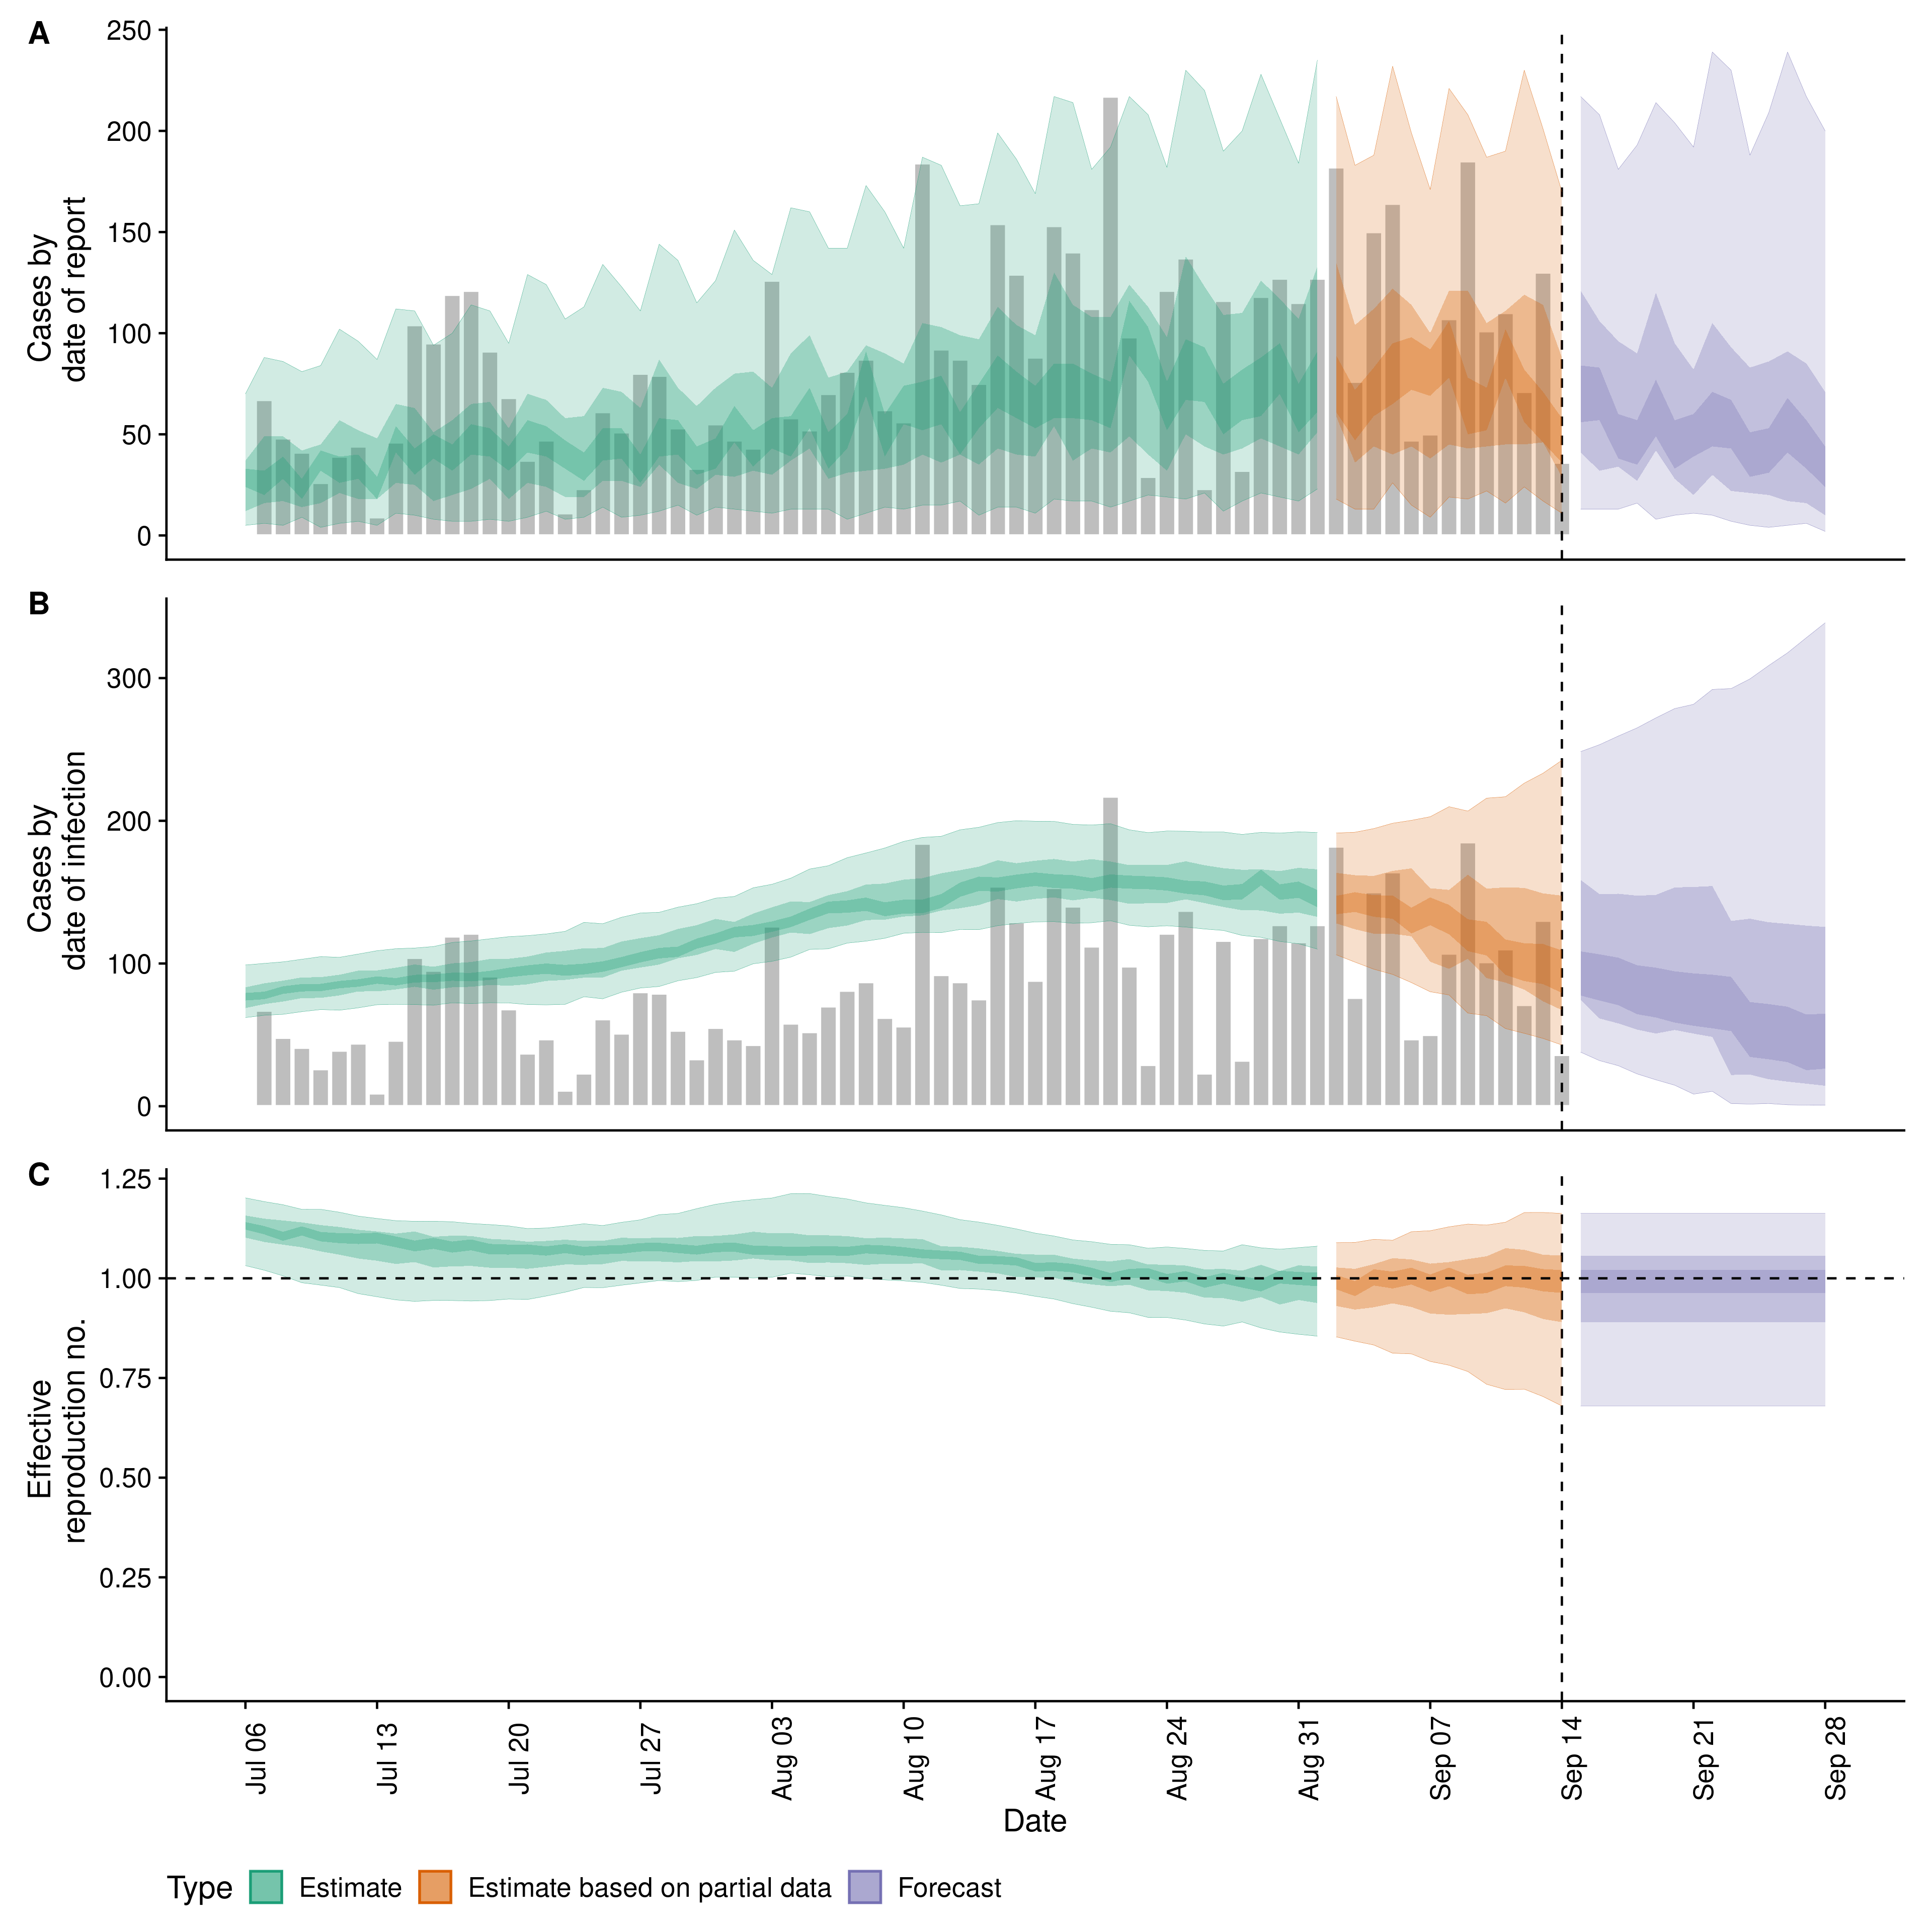 A
Cases by
date of report
250
200
150
100
50
0
B
Cases by
date of infection
300
200
100
0
C
Effective
reproduction no.
1.25
1.00
0.75
0.50
0.25
0.00
Jul 06
Jul 13
Jul 20
Jul 27
Aug 03
Aug 10
Aug 17
Aug 24
Aug 31
Sep 07
Sep 14
Sep 21
Sep 28
Date
Type Estimate Estimate based on partial data Forecast